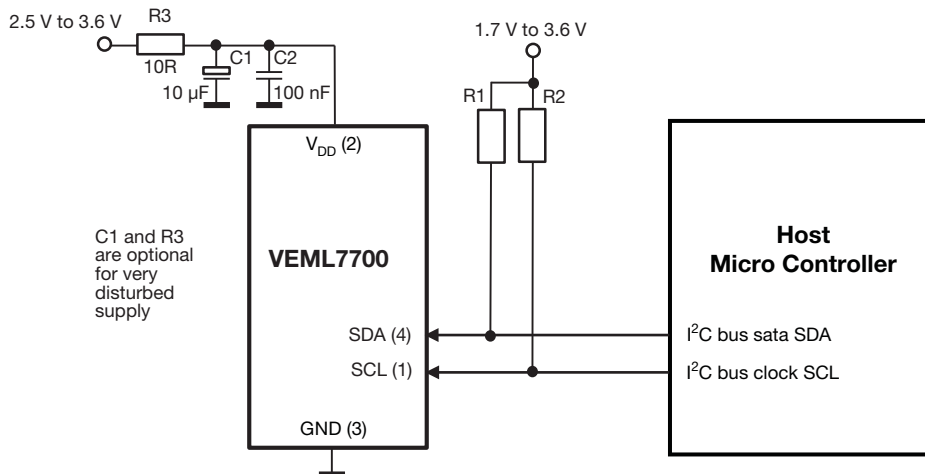 2.5 V to 3.6 V
R3
10R
C1
10 µF
C2
100 nF
1.7 V to 3.6 V
R1
R2
V_DD (2)
C1 and R3
are optional
for very
disturbed
supply
VEML7700
SDA (4)
SCL (1)
GND (3)
Host
Micro Controller
I²C bus sata SDA
I²C bus clock SCL